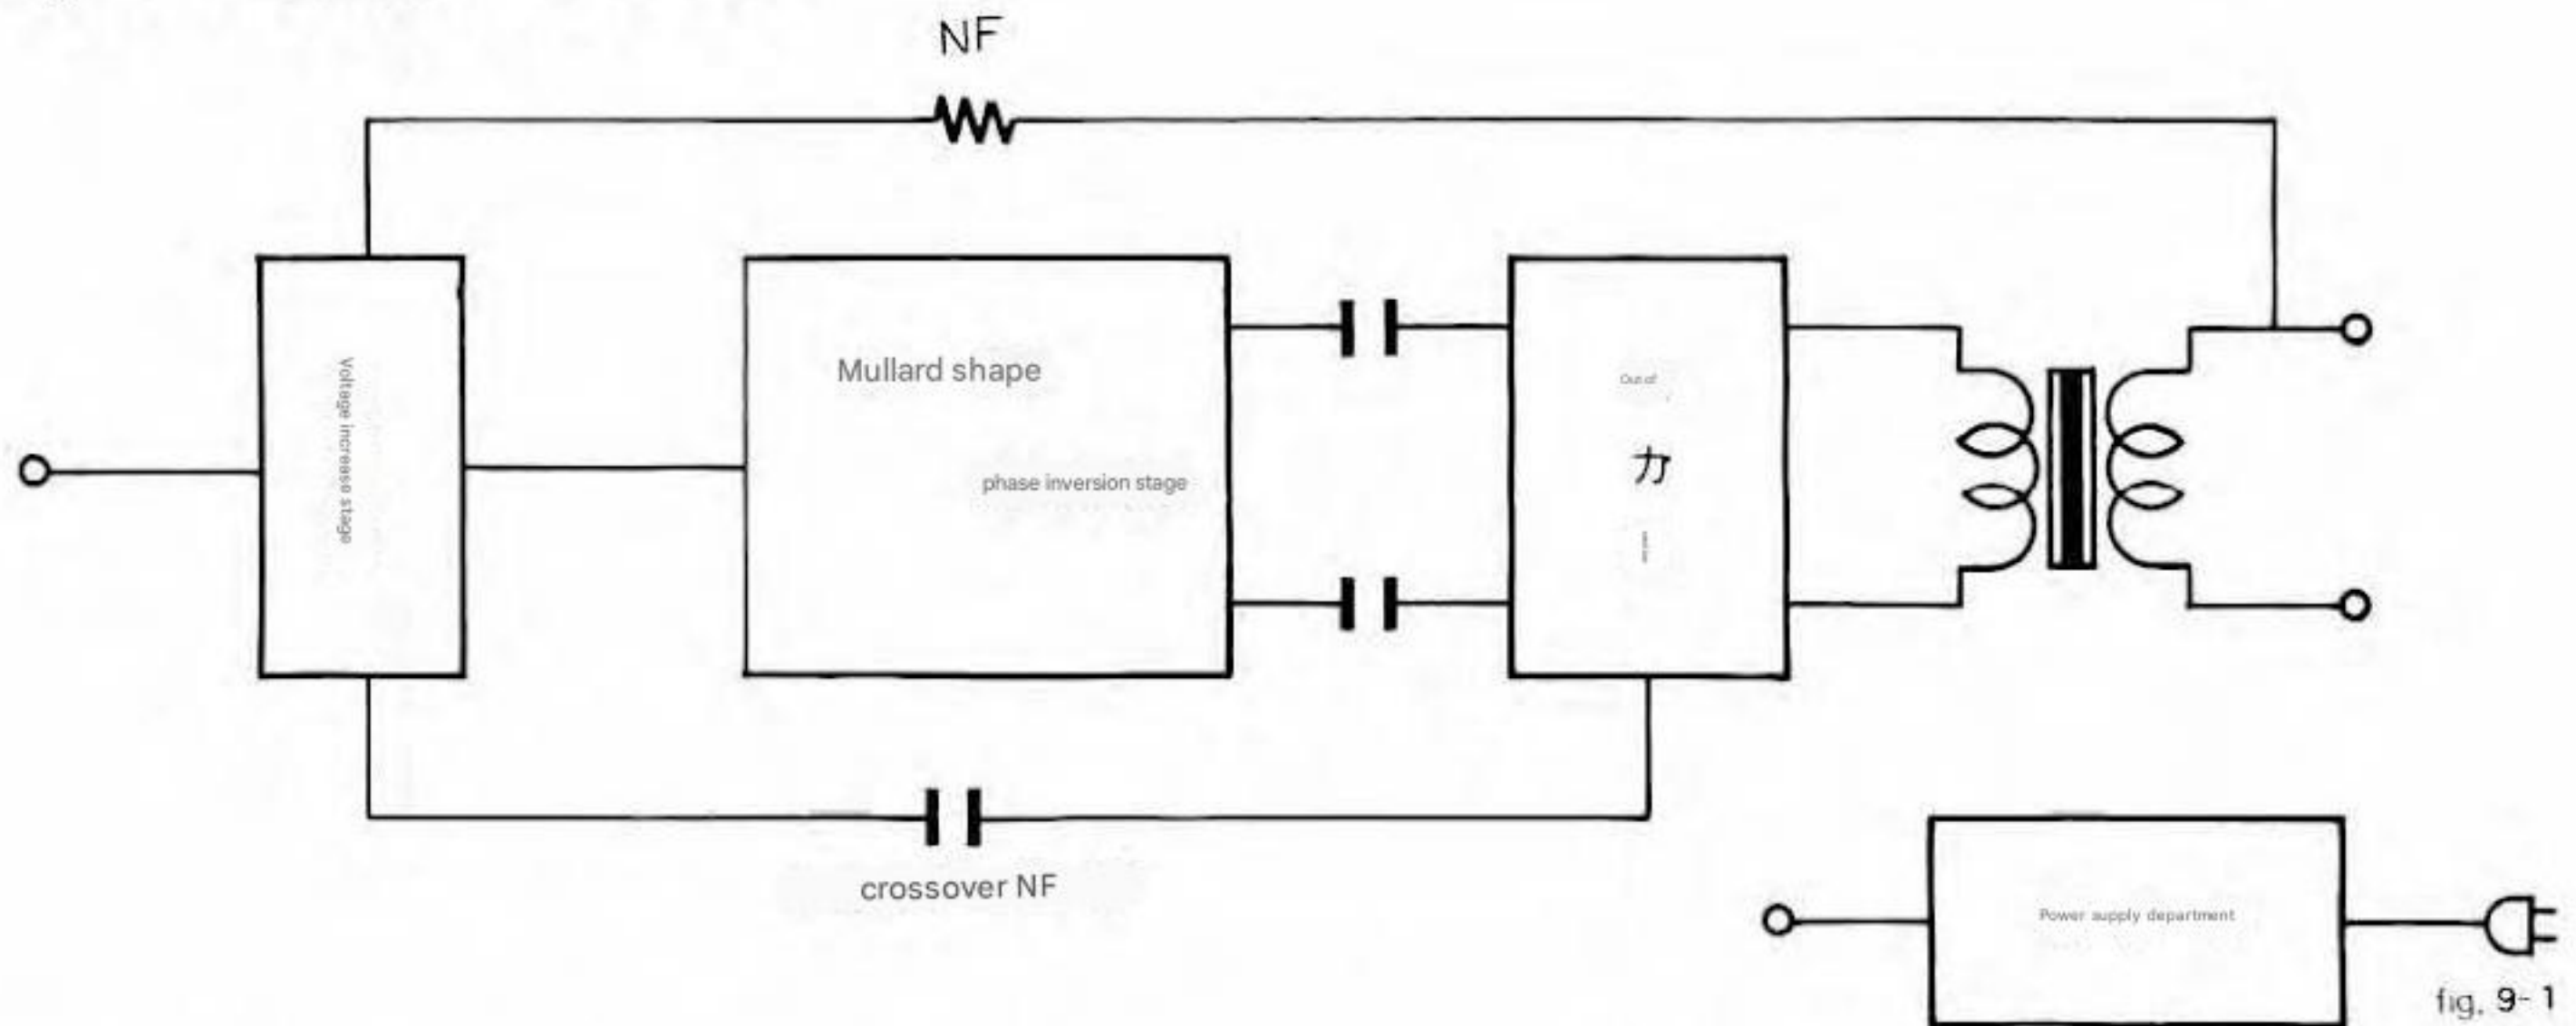 NF
Voltage increase stage
Mullard shape
phase inversion stage
Out of
力
crossover NF
Power supply department
fig. 9-1